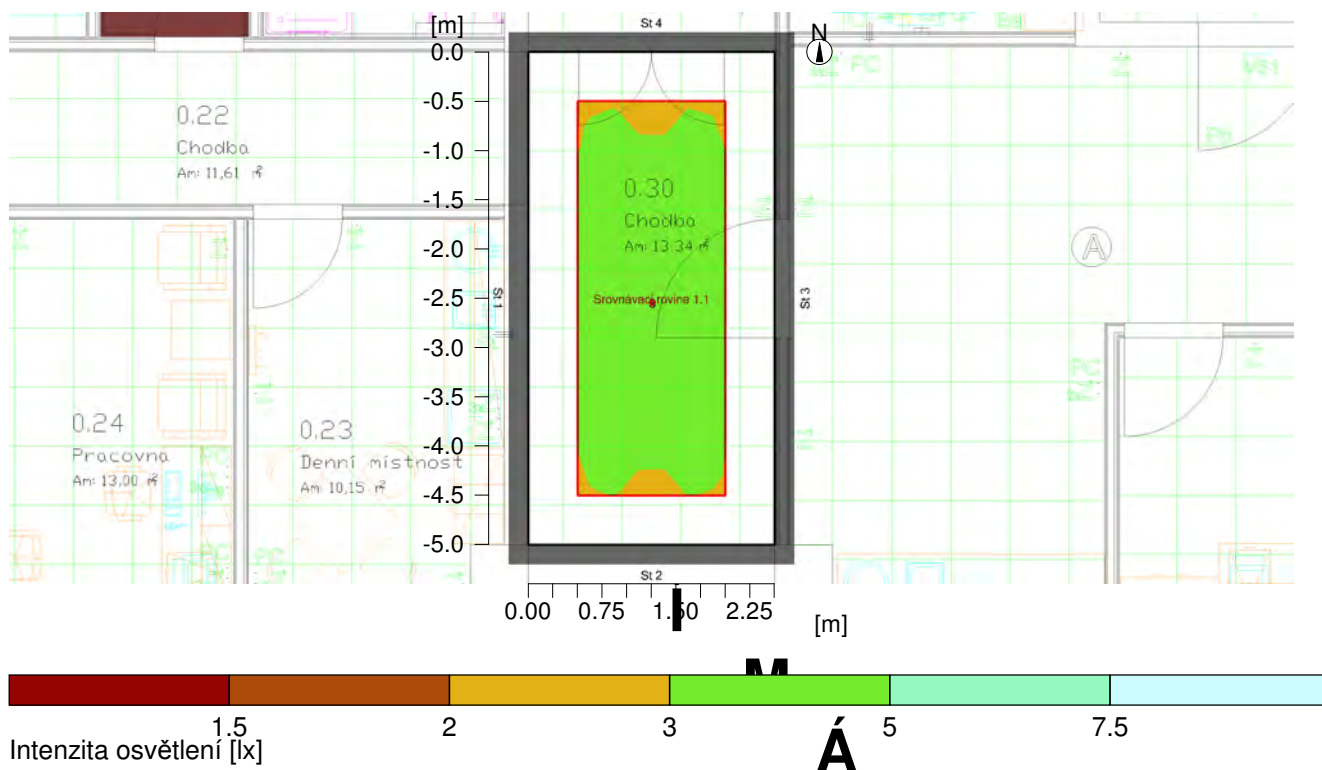 [m]
St 4
N
0.0
PC
VS1
-0.5
0.22
Chodba
Am: 11,61 m²
-1.0
0.30
Chodba
Am: 13.34 m²
-1.5
-2.0
A
-2.5
St 1
Srovnávací rovina 1.1
St 3
-3.0
-3.5
0.24
Pracovna
Am: 13,00 m²
0.23
Denní místnost
Am: 10,15 m²
-4.0
-4.5
-5.0
St 2
0.00 0.75 1.50 2.25
[m]
M
1.5 2 3 5 7.5
Á
Intenzita osvětlení [lx]